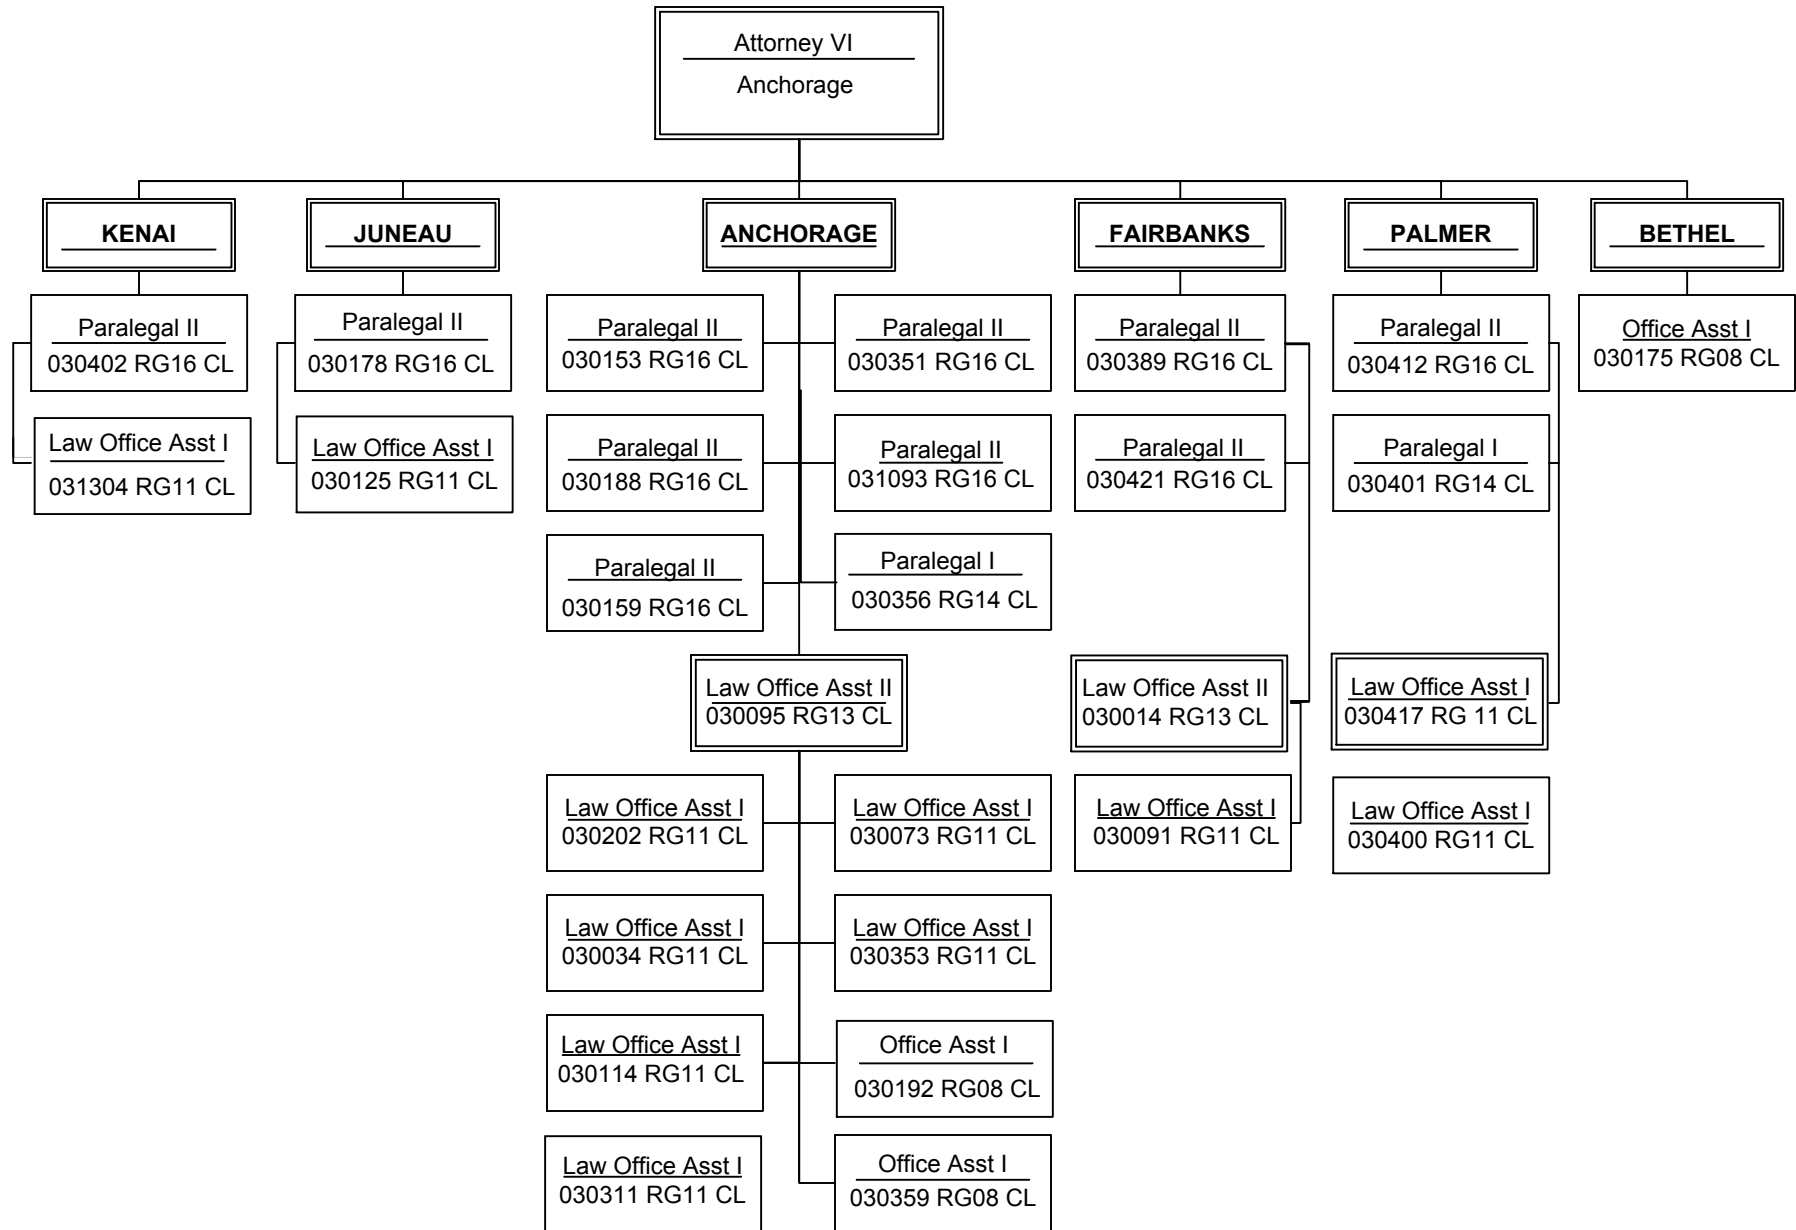 Attorney VI
Anchorage
KENAI
JUNEAU
ANCHORAGE
FAIRBANKS
PALMER
BETHEL
Paralegal II
030402 RG16 CL
Law Office Asst I
031304 RG11 CL
Paralegal II
030178 RG16 CL
Law Office Asst I
030125 RG11 CL
Paralegal II
030153 RG16 CL
Paralegal II
030351 RG16 CL
Paralegal II
030188 RG16 CL
Paralegal II
031093 RG16 CL
Paralegal II
030159 RG16 CL
Paralegal I
030356 RG14 CL
Law Office Asst II
030095 RG13 CL
Law Office Asst I
030202 RG11 CL
Law Office Asst I
030073 RG11 CL
Law Office Asst I
030034 RG11 CL
Law Office Asst I
030353 RG11 CL
Law Office Asst I
030114 RG11 CL
Office Asst I
030192 RG08 CL
Law Office Asst I
030311 RG11 CL
Office Asst I
030359 RG08 CL
Paralegal II
030389 RG16 CL
Paralegal II
030421 RG16 CL
Law Office Asst II
030014 RG13 CL
Law Office Asst I
030091 RG11 CL
Paralegal II
030412 RG16 CL
Paralegal I
030401 RG14 CL
Law Office Asst I
030417 RG 11 CL
Law Office Asst I
030400 RG11 CL
Office Asst I
030175 RG08 CL